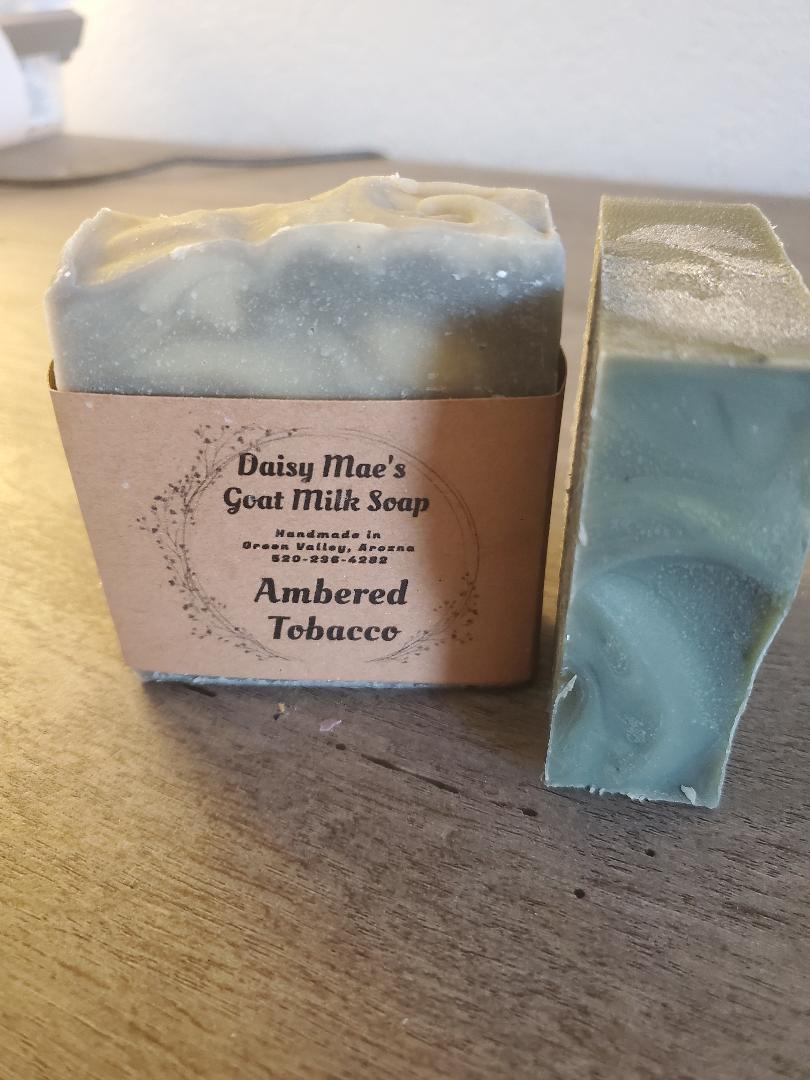 Daisy Mae's
Goat Milk Soap
Handmade in
Green Valley, Arozna
520-236-4282
Ambered
Tobacco